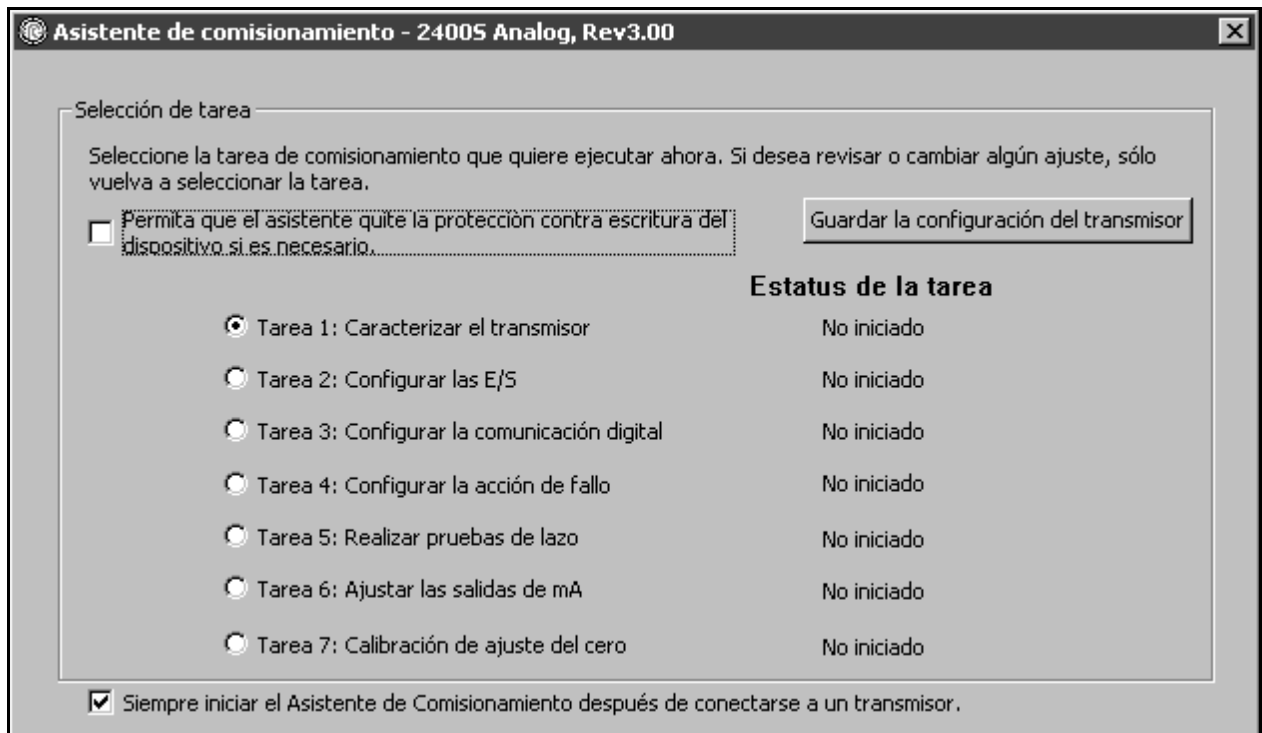 Asistente de comisionamiento - 2400S Analog, Rev3.00
Selección de tarea
Seleccione la tarea de comisionamiento que quiere ejecutar ahora. Si desea revisar o cambiar algún ajuste, sólo
vuelva a seleccionar la tarea.
Permita que el asistente quite la protección contra escritura del
dispositivo si es necesario.
Guardar la configuración del transmisor
Estatus de la tarea
Tarea 1: Caracterizar el transmisor No iniciado
Tarea 2: Configurar las E/S No iniciado
Tarea 3: Configurar la comunicación digital No iniciado
Tarea 4: Configurar la acción de fallo No iniciado
Tarea 5: Realizar pruebas de lazo No iniciado
Tarea 6: Ajustar las salidas de mA No iniciado
Tarea 7: Calibración de ajuste del cero No iniciado
Siempre iniciar el Asistente de Comisionamiento después de conectarse a un transmisor.